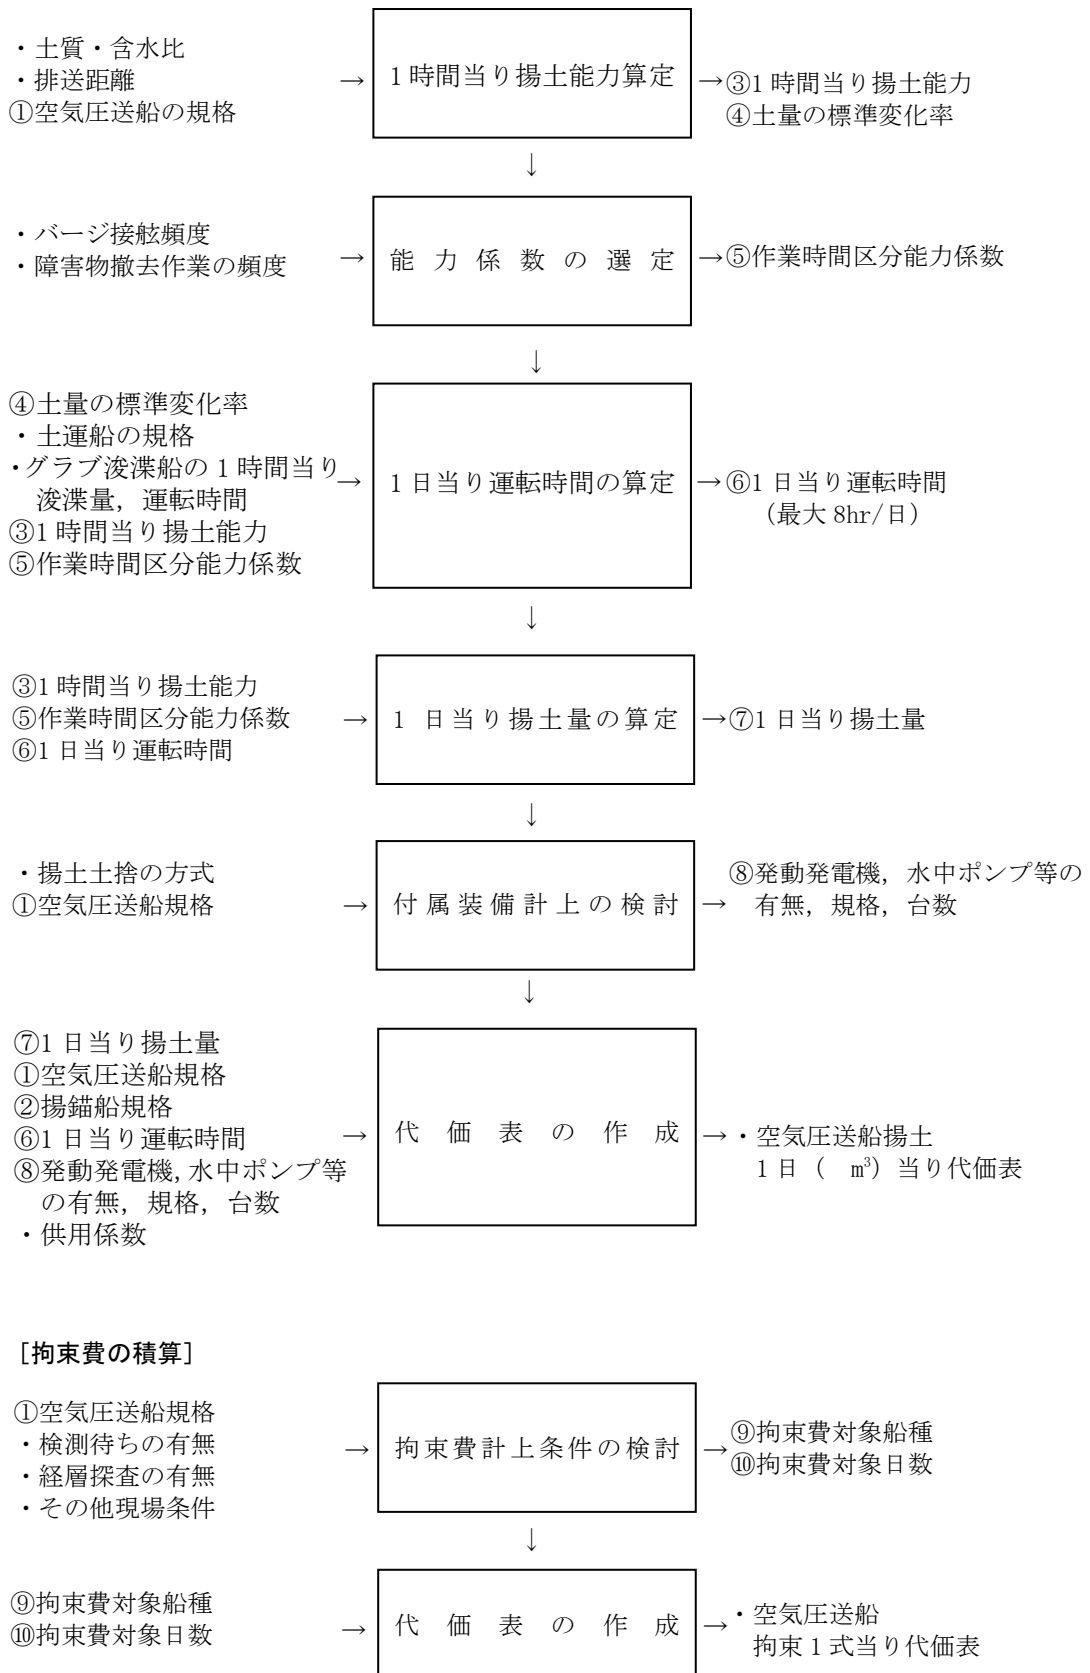 ・土質・含水比
・排送距離
①空気圧送船の規格
→
1時間当り揚土能力算定
→③1時間当り揚土能力
④土量の標準変化率
↓
・バージ接舷頻度
・障害物撤去作業の頻度
→
能力係数の選定
→⑤作業時間区分能力係数
↓
④土量の標準変化率
・土運船の規格
・グラブ浚渫船の1時間当り
浚渫量，運転時間
③1時間当り揚土能力
⑤作業時間区分能力係数
→
1日当り運転時間の算定
→⑥1日当り運転時間
（最大8hr/日）
↓
③1時間当り揚土能力
⑤作業時間区分能力係数
⑥1日当り運転時間
→
1日当り揚土量の算定
→⑦1日当り揚土量
↓
・揚土土捨の方式
①空気圧送船規格
→
付属装備計上の検討
→
⑧発動発電機，水中ポンプ等の
有無，規格，台数
↓
⑦1日当り揚土量
①空気圧送船規格
②揚錨船規格
⑥1日当り運転時間
⑧発動発電機，水中ポンプ等
の有無，規格，台数
・供用係数
→
代価表の作成
→・空気圧送船揚土
1日（　m³）当り代価表
［拘束費の積算］
①空気圧送船規格
・検測待ちの有無
・経層探査の有無
・その他現場条件
→
拘束費計上条件の検討
→⑨拘束費対象船種
⑩拘束費対象日数
↓
⑨拘束費対象船種
⑩拘束費対象日数
→
代価表の作成
→・空気圧送船
拘束1式当り代価表